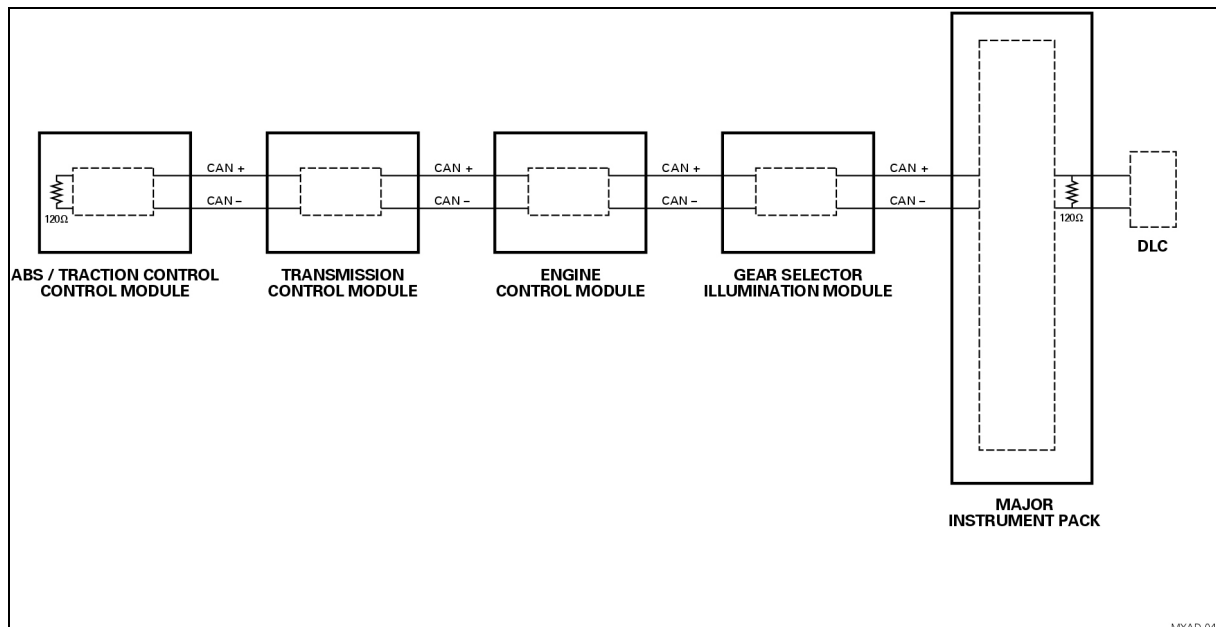 CAN +
CAN +
CAN +
CAN +
CAN –
CAN –
CAN –
CAN –
120Ω
120Ω
ABS / TRACTION CONTROL
CONTROL MODULE
TRANSMISSION
CONTROL MODULE
ENGINE
CONTROL MODULE
GEAR SELECTOR
ILLUMINATION MODULE
DLC
MAJOR
INSTRUMENT PACK